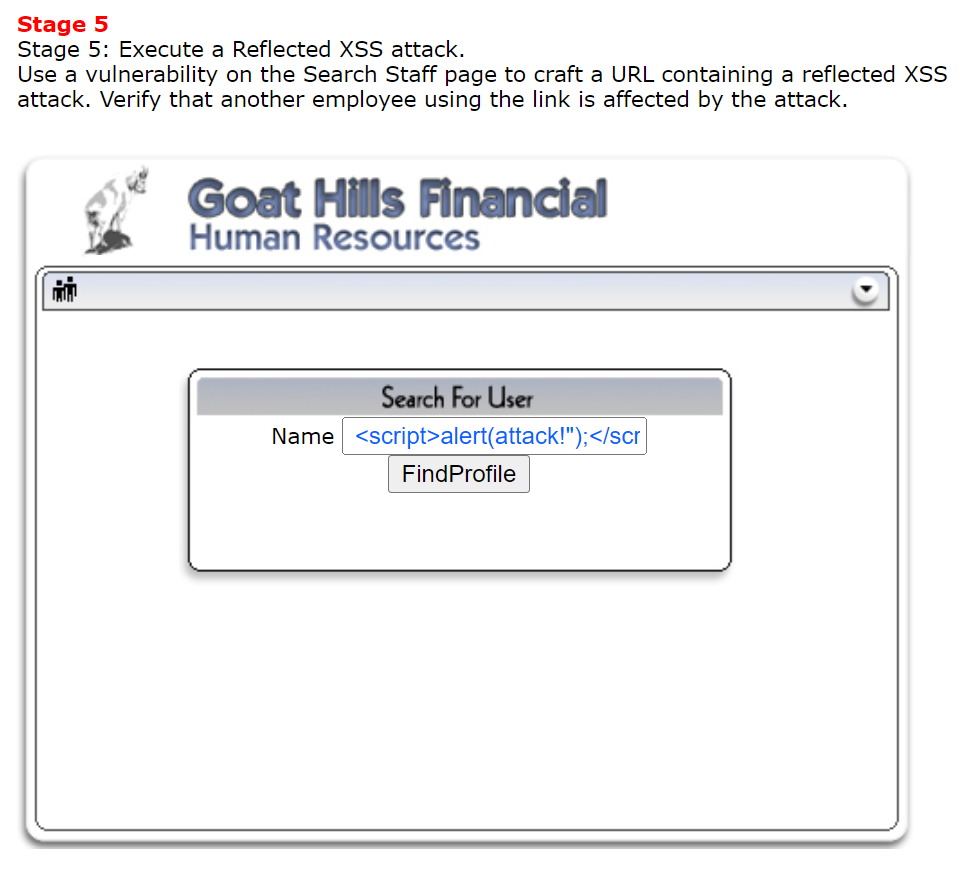 Stage 5
Stage 5: Execute a Reflected XSS attack.
Use a vulnerability on the Search Staff page to craft a URL containing a reflected XSS
attack. Verify that another employee using the link is affected by the attack.
Goat Hills Financial
Human Resources
Search For User
Name <script>alert(attack!");</scr
FindProfile